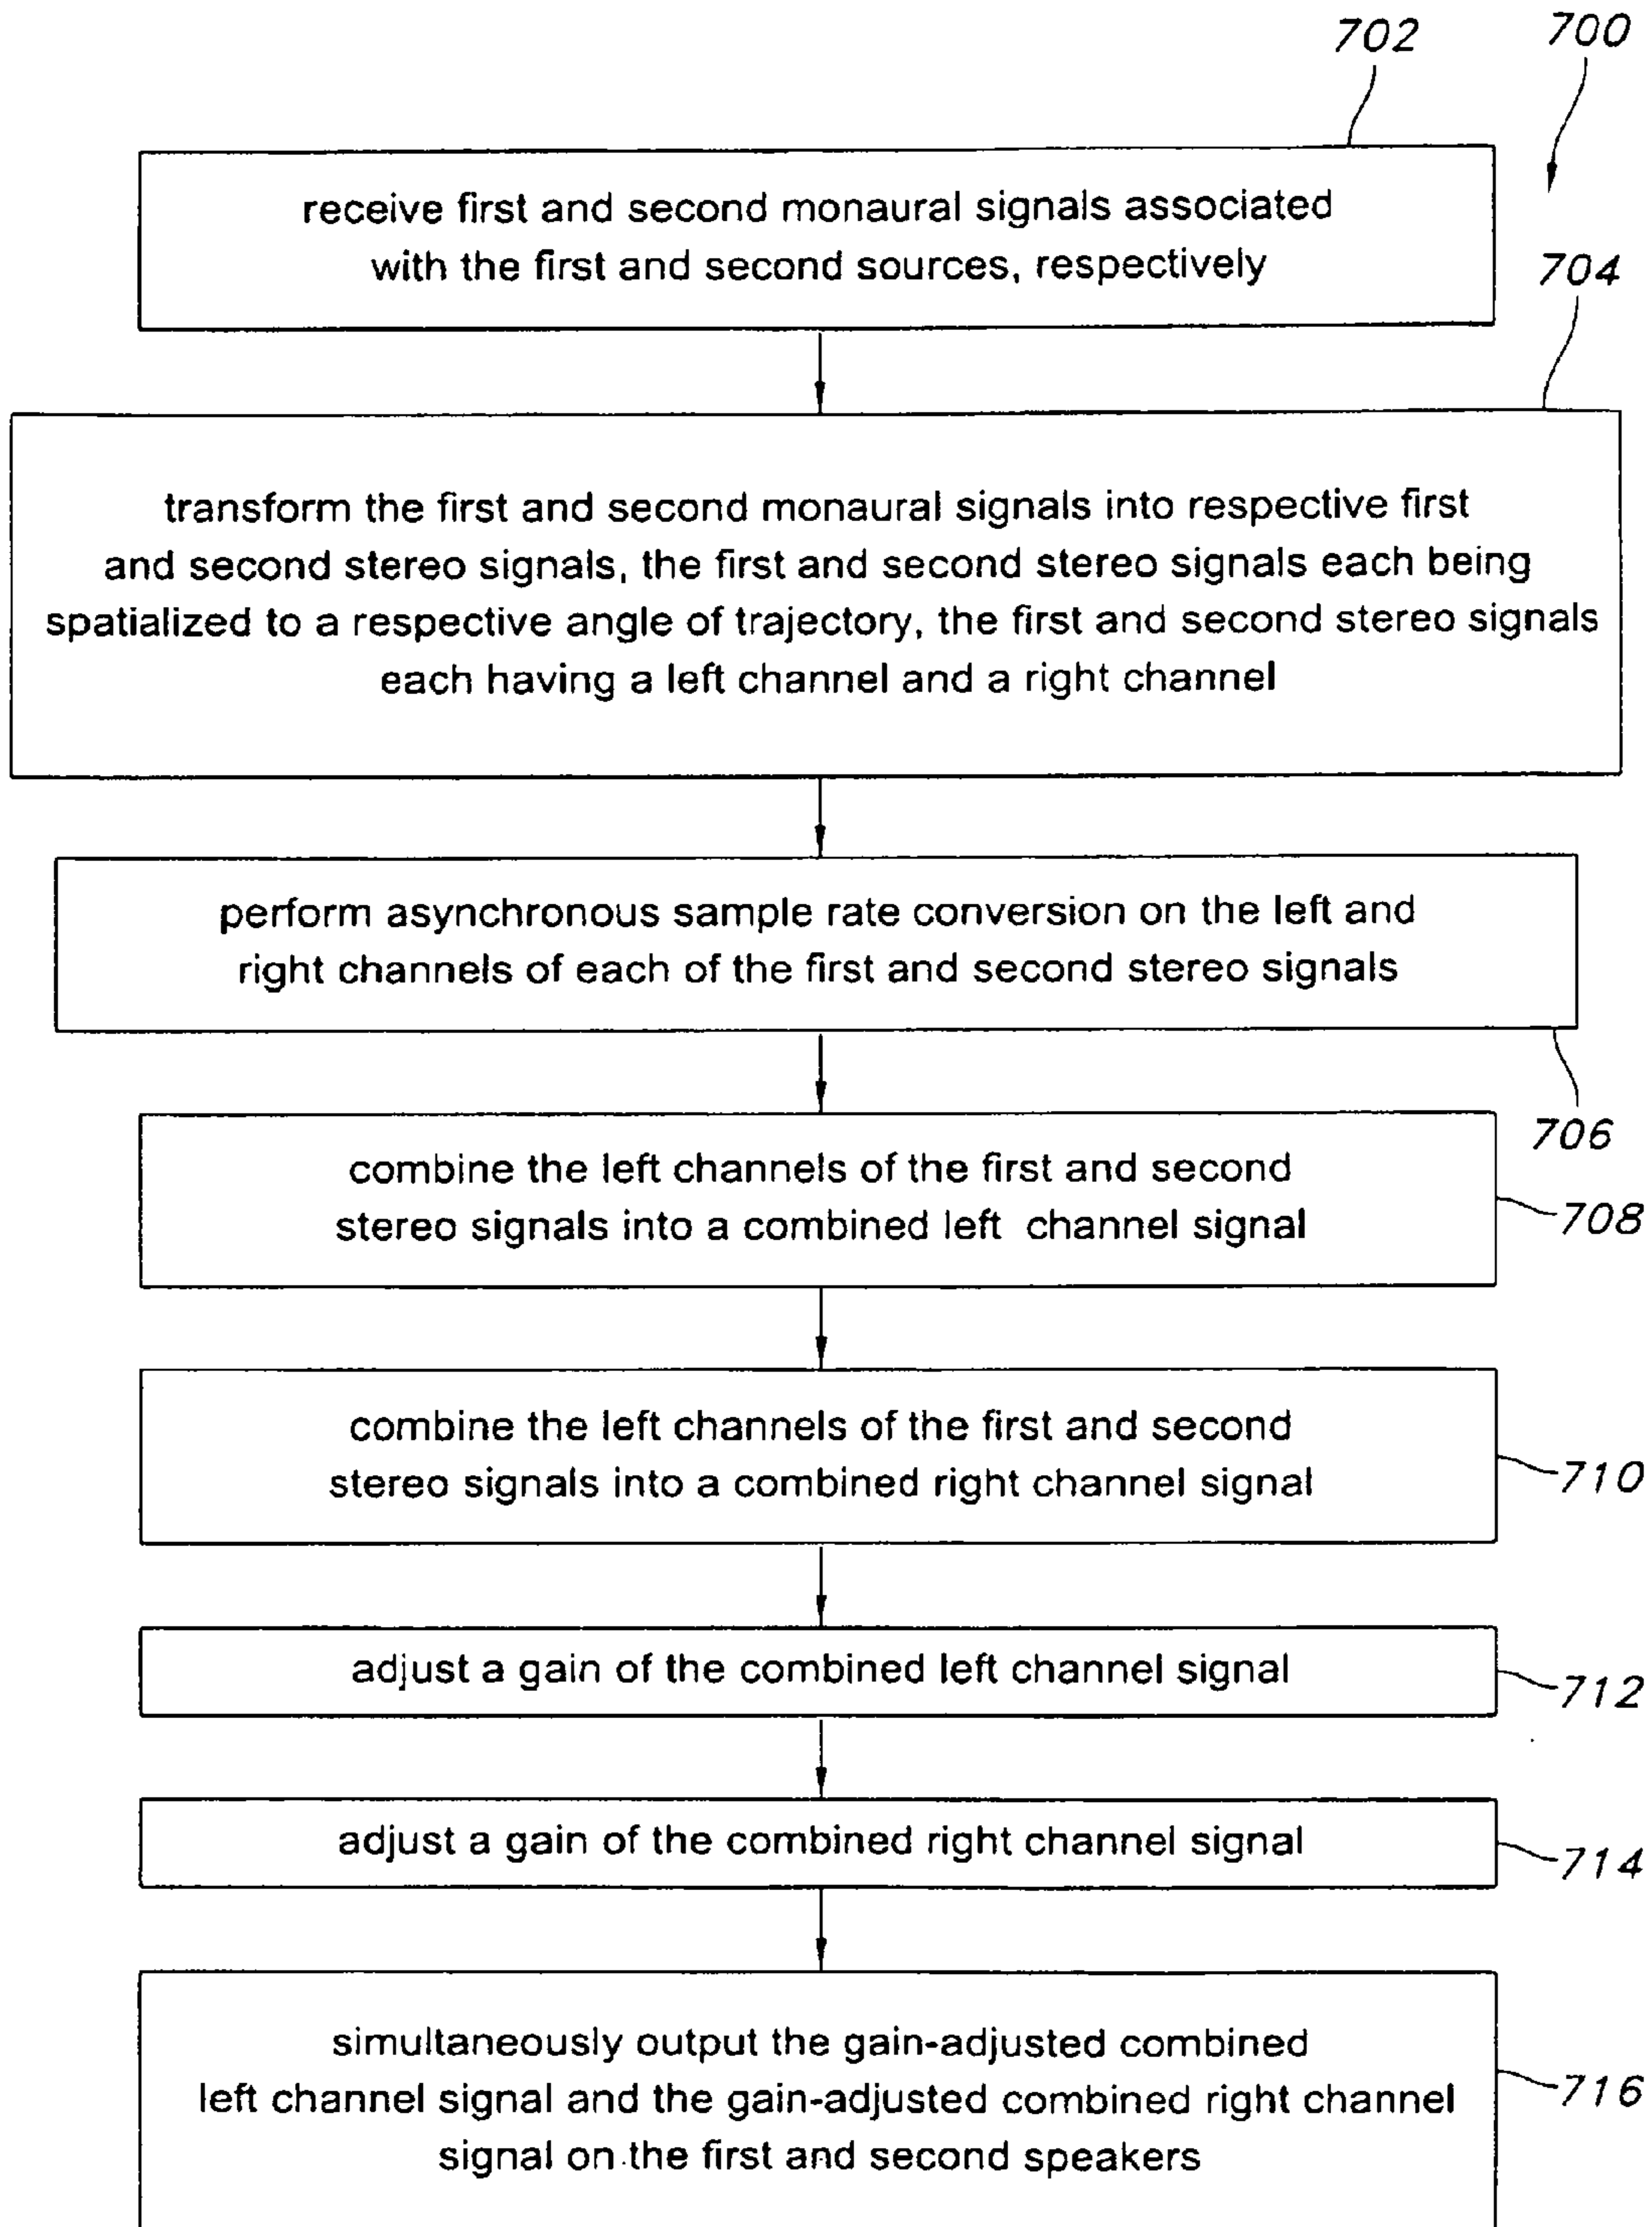 702
700
receive first and second monaural signals associated
with the first and second sources, respectively
704
transform the first and second monaural signals into respective first
and second stereo signals, the first and second stereo signals each being
spatialized to a respective angle of trajectory, the first and second stereo signals
each having a left channel and a right channel
perform asynchronous sample rate conversion on the left and
right channels of each of the first and second stereo signals
706
combine the left channels of the first and second
stereo signals into a combined left channel signal
708
combine the left channels of the first and second
stereo signals into a combined right channel signal
710
adjust a gain of the combined left channel signal
712
adjust a gain of the combined right channel signal
714
simultaneously output the gain-adjusted combined
left channel signal and the gain-adjusted combined right channel
signal on the first and second speakers
716